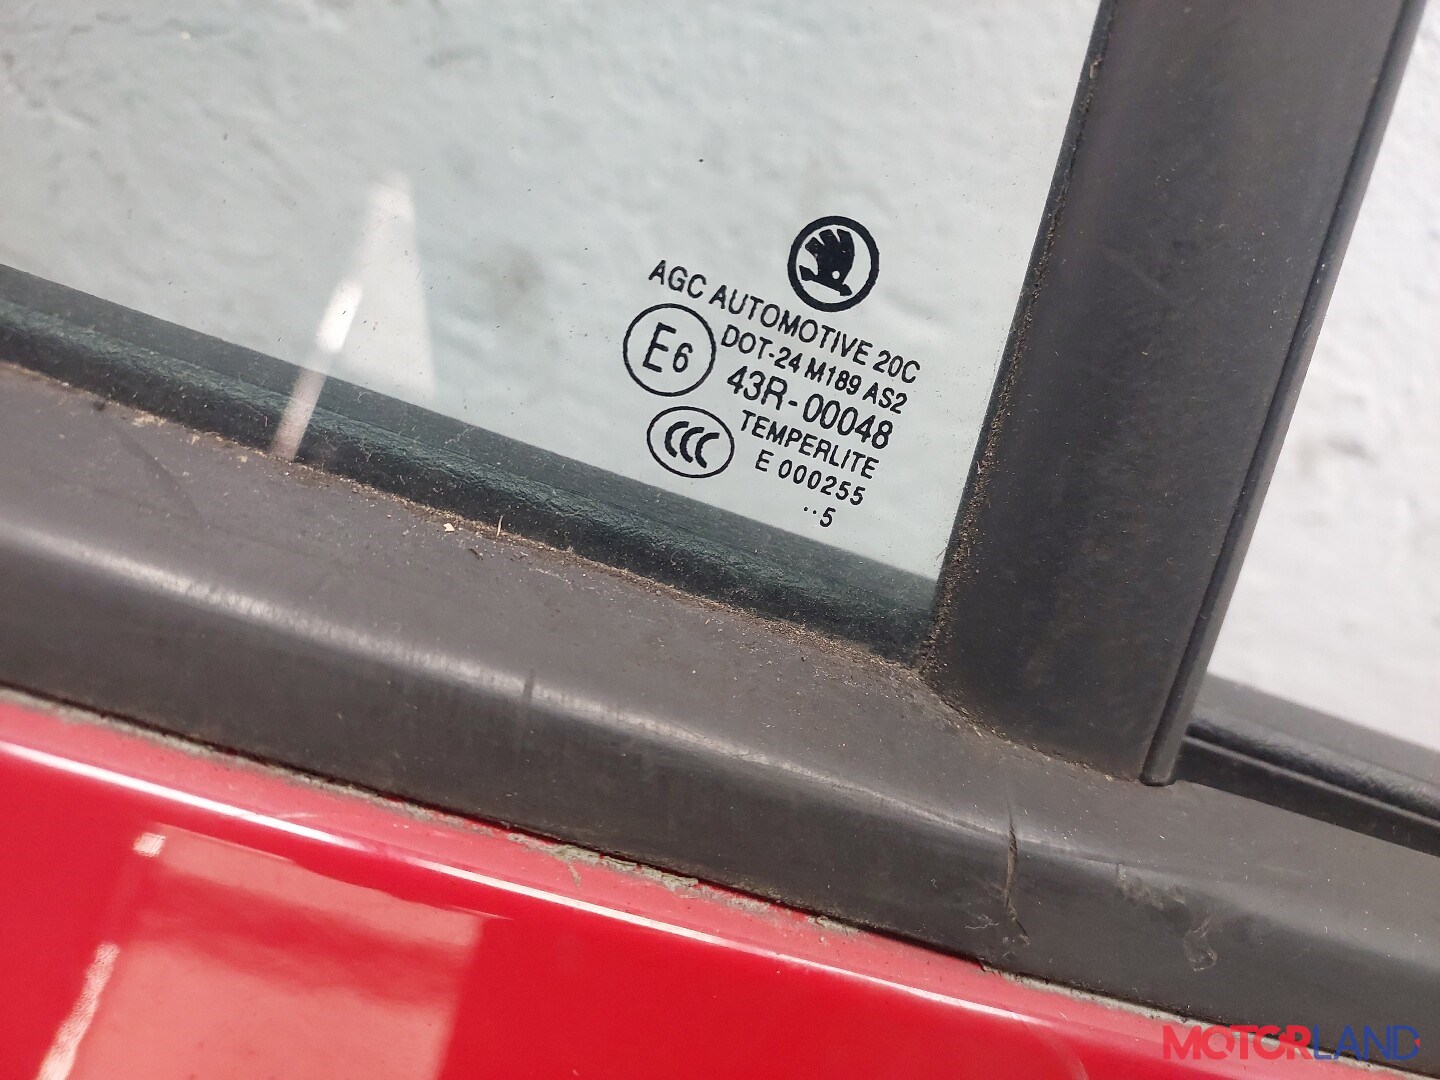 AGC AUTOMOTIVE 20C
E6
DOT-24 M189 AS2
43R-00048
CCC
TEMPERLITE
E 000255
··5
MOTORLAND